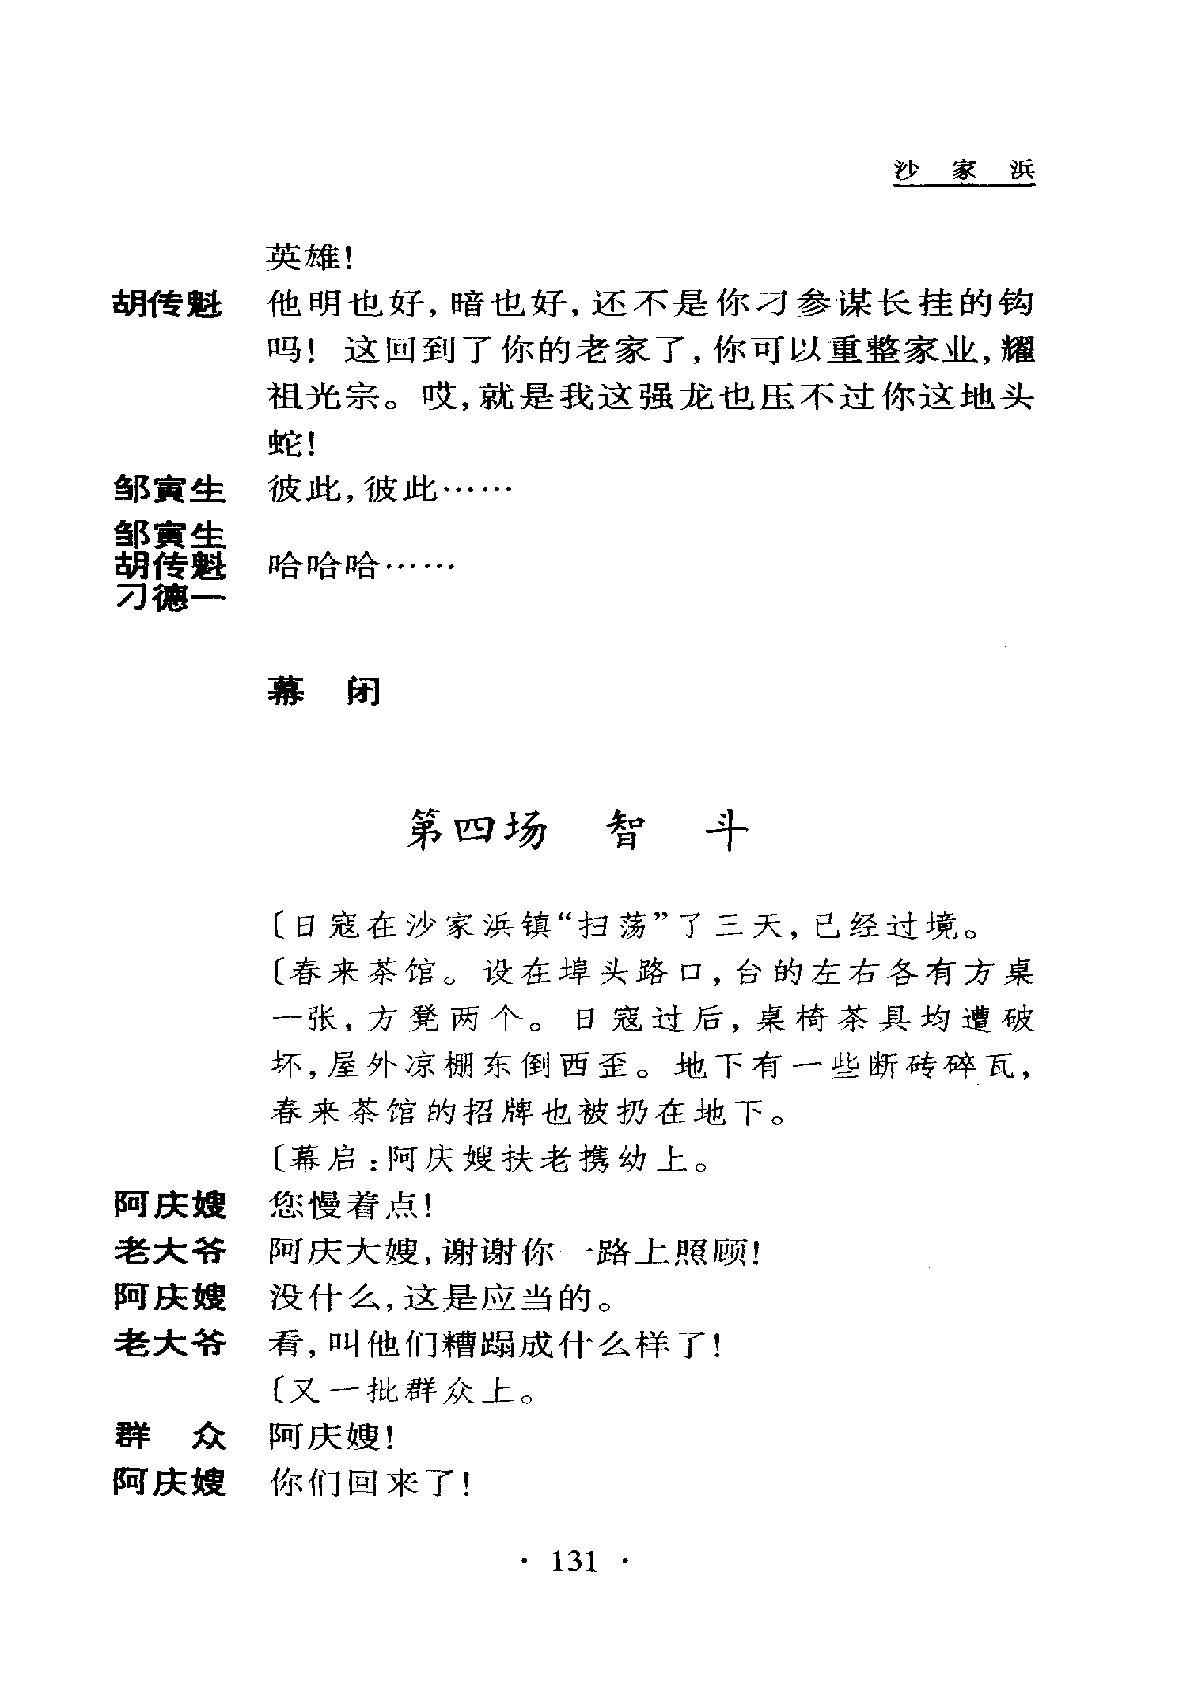 沙 家 浜
英雄!
胡传魁 他明也好,暗也好,还不是你刁参谋长挂的钩
吗! 这回到了你的老家了,你可以重整家业,耀
祖光宗。哎,就是我这强龙也压不过你这地头
蛇!
邹寅生 彼此,彼此……
邹寅生
胡传魁 哈哈哈……
刁德一
幕 闭
第四场 智 斗
〔日寇在沙家浜镇“扫荡”了三天,已经过境。
〔春来茶馆。设在埠头路口,台的左右各有方桌
一张,方凳两个。日寇过后,桌椅茶具均遭破
坏,屋外凉棚东倒西歪。地下有一些断砖碎瓦,
春来茶馆的招牌也被扔在地下。
〔幕启:阿庆嫂扶老携幼上。
阿庆嫂 您慢着点!
老大爷 阿庆大嫂,谢谢你一路上照顾!
阿庆嫂 没什么,这是应当的。
老大爷 看,叫他们糟蹋成什么样了!
〔又一批群众上。
群 众 阿庆嫂!
阿庆嫂 你们回来了!
· 131 ·